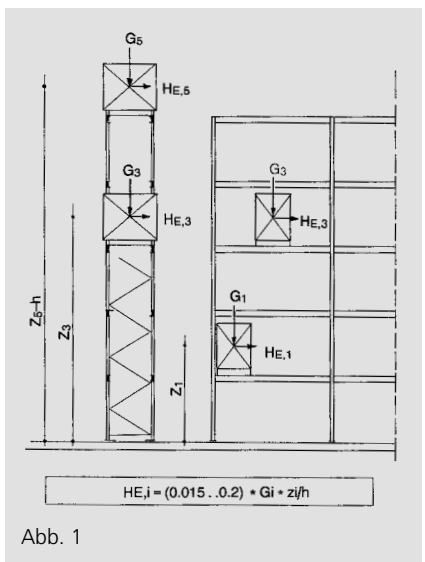 G5
HE,5
G3
HE,3
G3
HE,3
G1
HE,1
Z5=h
Z3
Z1
HE,i = (0.015 . . 0.2) * Gi * zi/h
Abb. 1